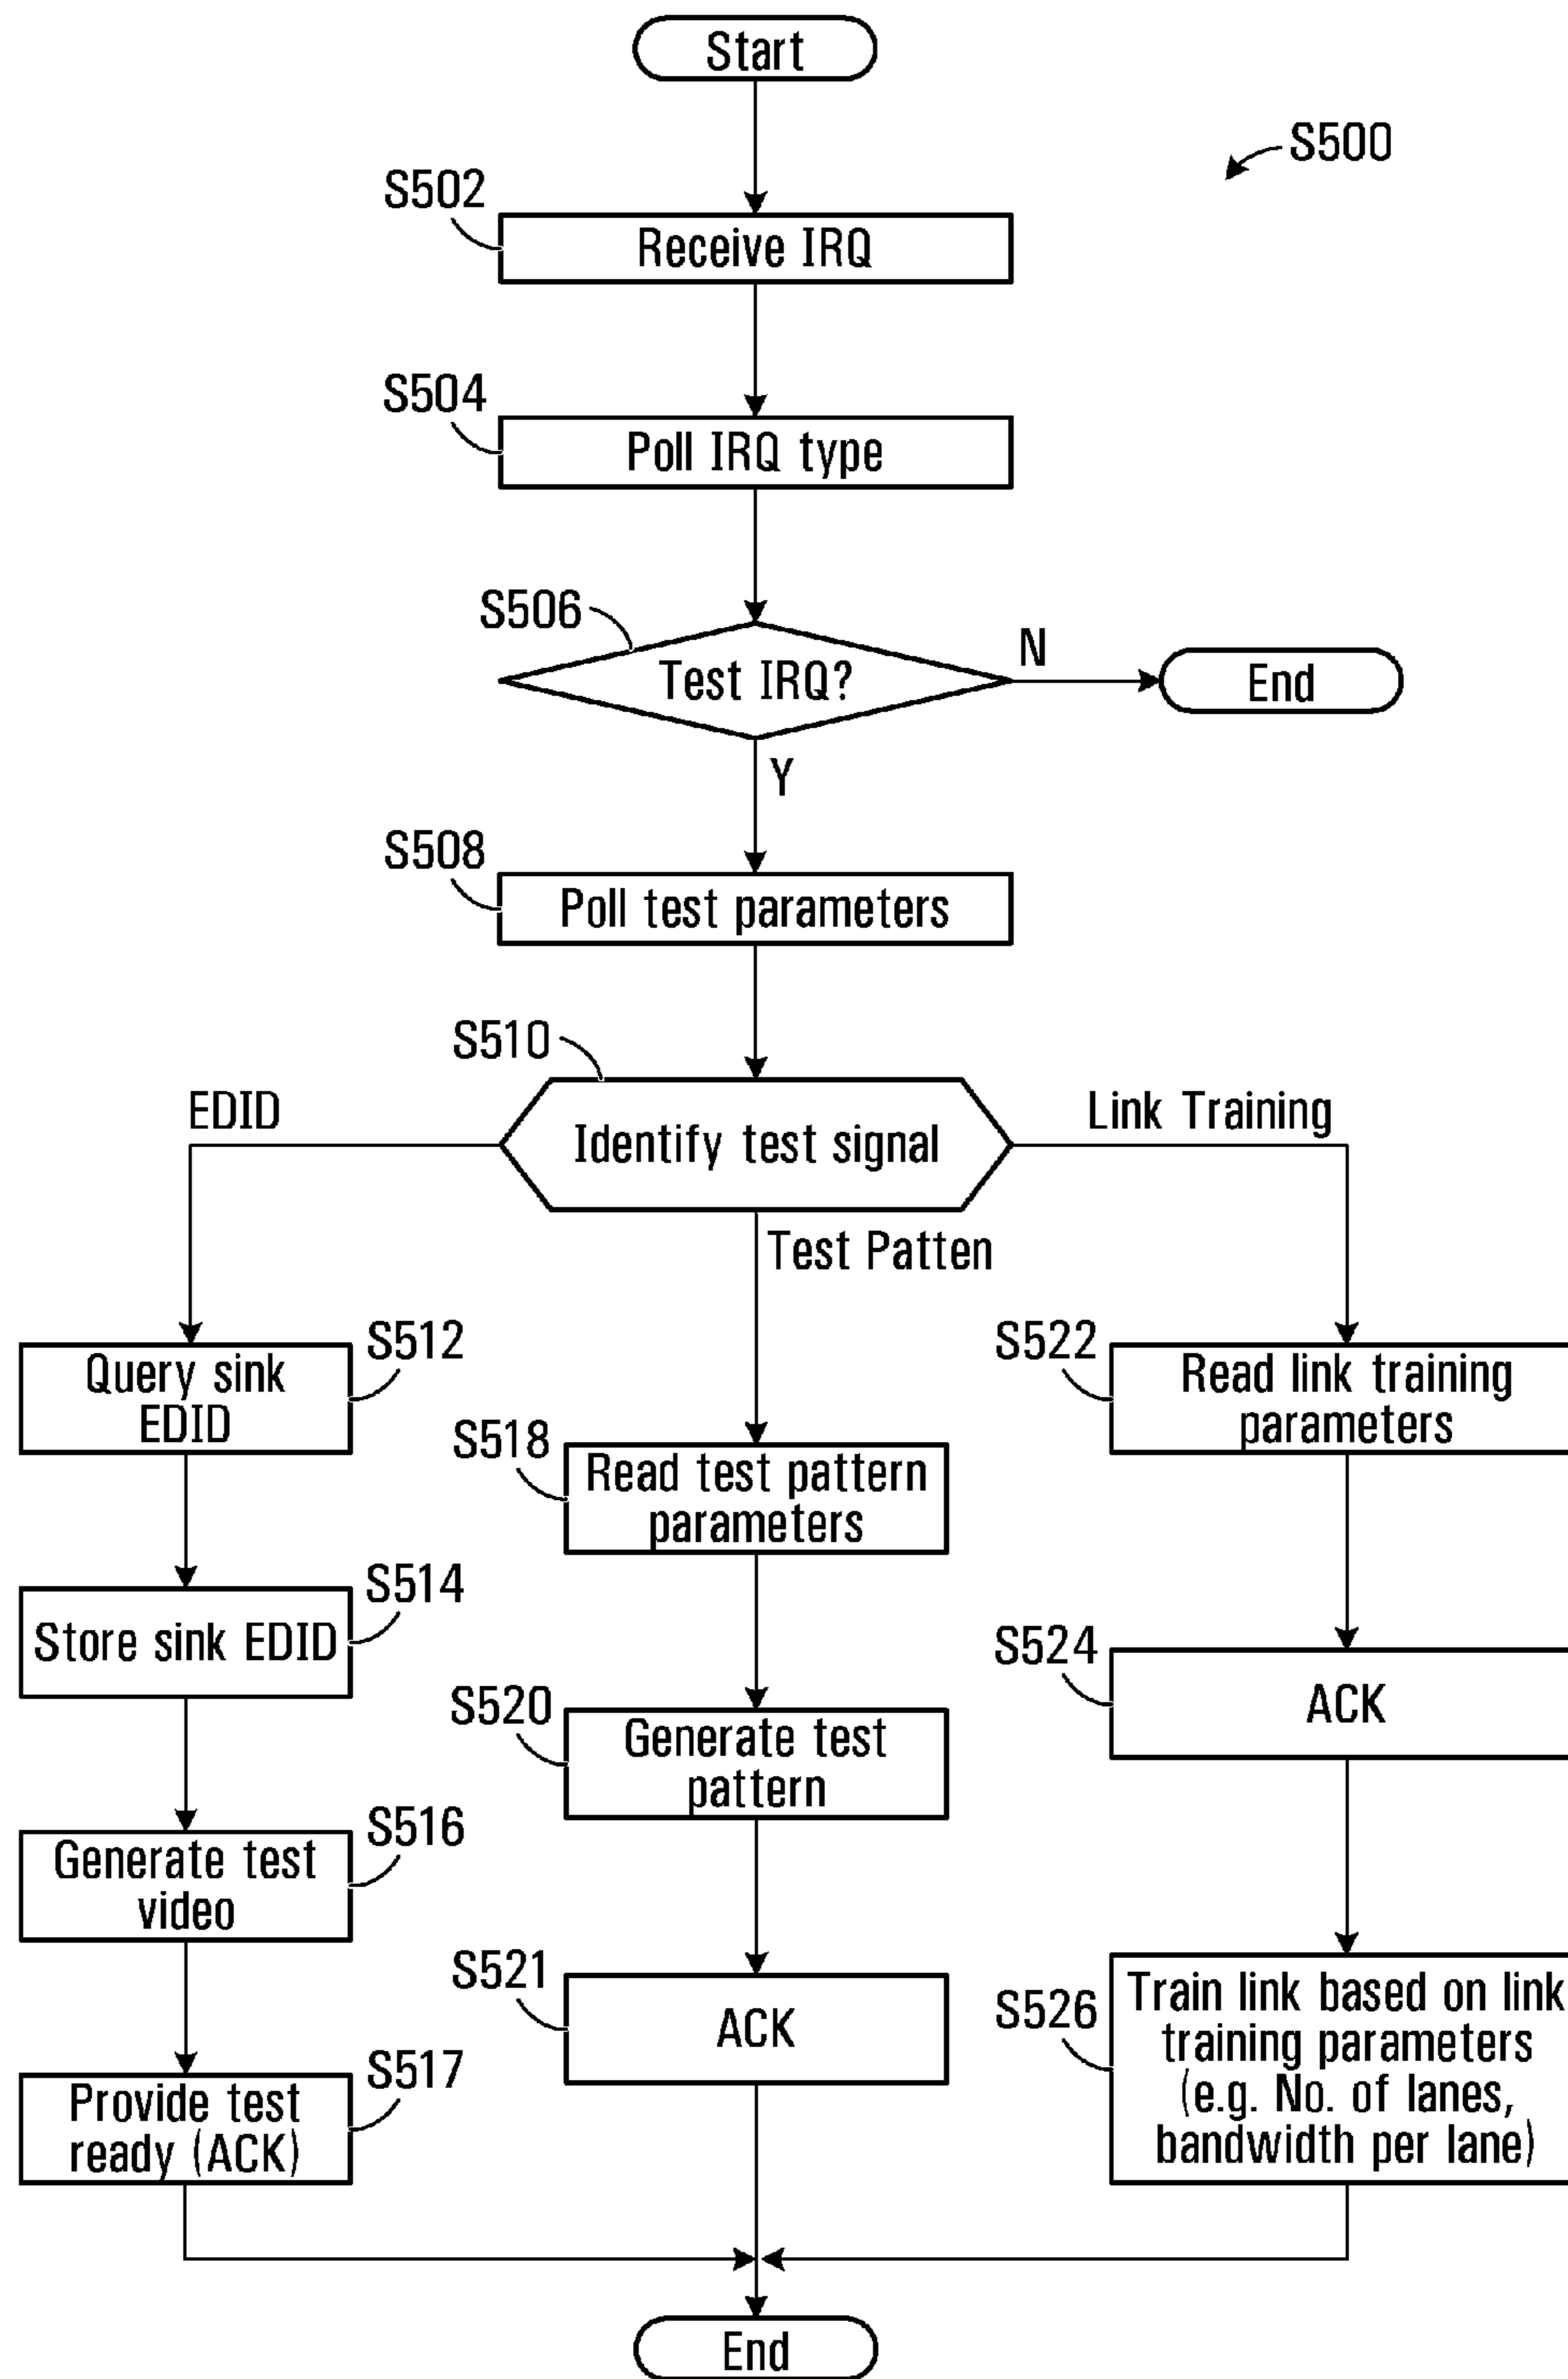 Start
S500
S502
Receive IRQ
S504
Poll IRQ type
S506
Test IRQ?
N
End
Y
S508
Poll test parameters
S510
EDID
Identify test signal
Link Training
Test Patten
S512
Query sink
EDID
S514
Store sink EDID
S516
Generate test
video
S517
Provide test
ready (ACK)
S518
Read test pattern
parameters
S520
Generate test
pattern
S521
ACK
S522
Read link training
parameters
S524
ACK
S526
Train link based on link
training parameters
(e.g. No. of lanes,
bandwidth per lane)
End